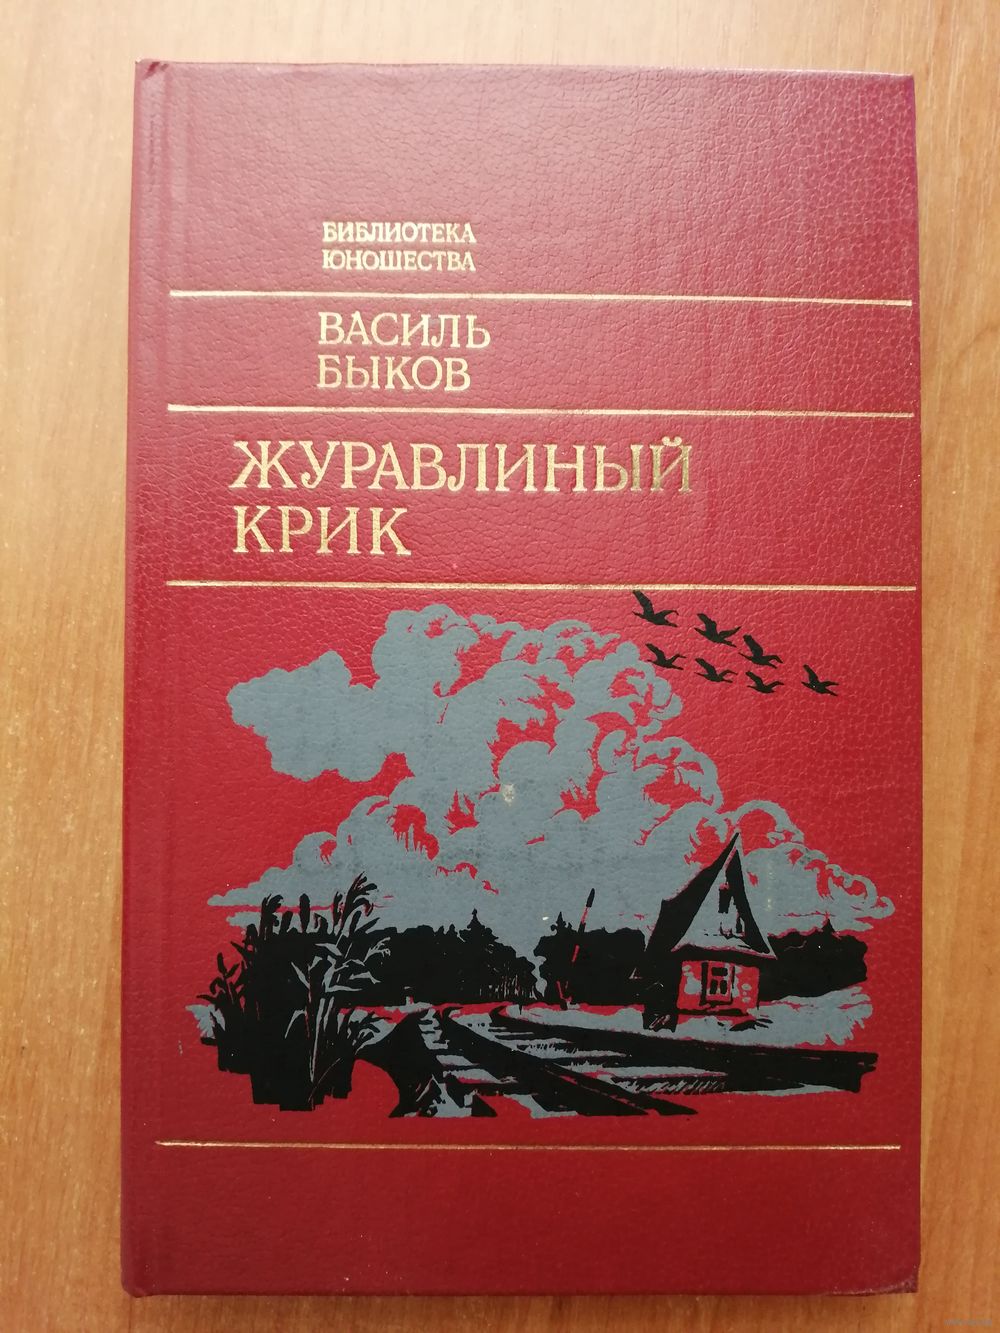 БИБЛИОТЕКА
ЮНОШЕСТВА
ВАСИЛЬ
БЫКОВ
ЖУРАВЛИНЫЙ
КРИК